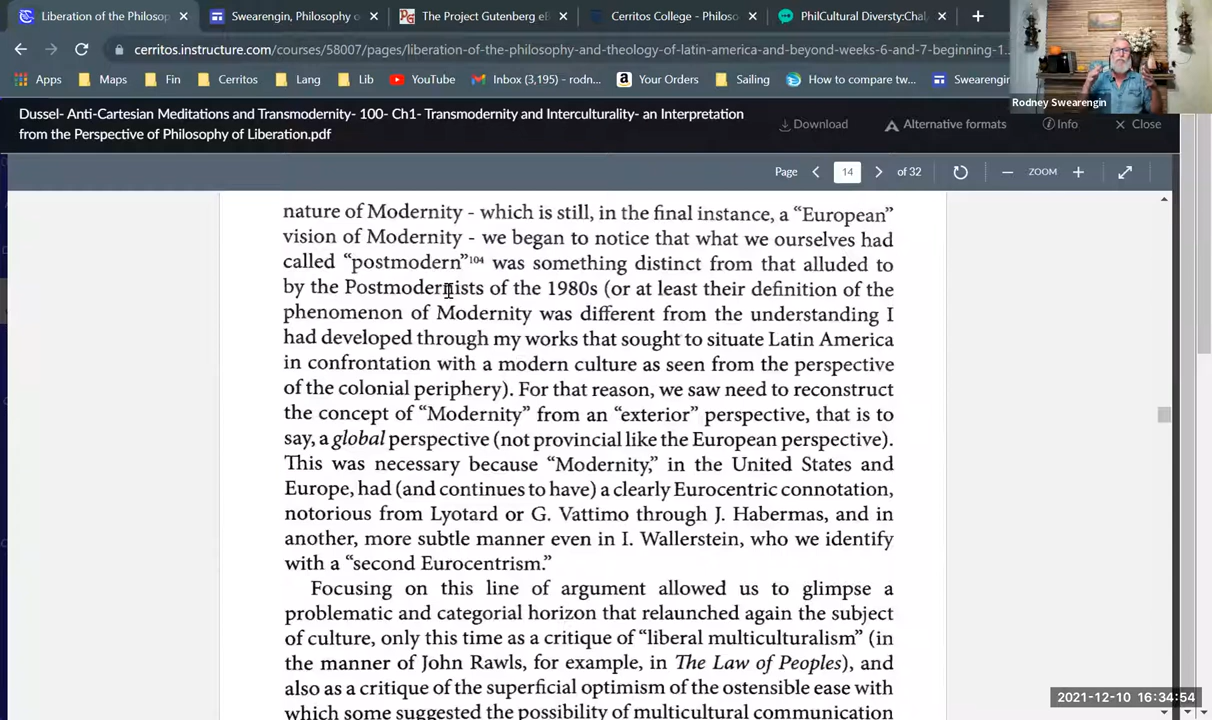 Liberation of the Philosop
Swearengin, Philosophy o
The Project Gutenberg eB
Cerritos College - Philoso
PhilCultural Diversty:Chal
cerritos.instructure.com/courses/58007/pages/liberation-of-the-philosophy-and-theology-of-latin-america-and-beyond-weeks-6-and-7-beginning-1...
Apps
Maps
Fin
Cerritos
Lang
Lib
YouTube
Inbox (3,195) - rodn...
Your Orders
Sailing
How to compare tw...
Swearengin
Rodney Swearengin
Dussel- Anti-Cartesian Meditations and Transmodernity- 100- Ch1- Transmodernity and Interculturality- an Interpretation
from the Perspective of Philosophy of Liberation.pdf
Download
Alternative formats
Info
Close
Page
14
of 32
ZOOM
nature of Modernity - which is still, in the final instance, a “European”
vision of Modernity - we began to notice that what we ourselves had
called “postmodern”104 was something distinct from that alluded to
by the Postmodernists of the 1980s (or at least their definition of the
phenomenon of Modernity was different from the understanding I
had developed through my works that sought to situate Latin America
in confrontation with a modern culture as seen from the perspective
of the colonial periphery). For that reason, we saw need to reconstruct
the concept of “Modernity” from an “exterior” perspective, that is to
say, a global perspective (not provincial like the European perspective).
This was necessary because “Modernity,” in the United States and
Europe, had (and continues to have) a clearly Eurocentric connotation,
notorious from Lyotard or G. Vattimo through J. Habermas, and in
another, more subtle manner even in I. Wallerstein, who we identify
with a “second Eurocentrism.”
Focusing on this line of argument allowed us to glimpse a
problematic and categorial horizon that relaunched again the subject
of culture, only this time as a critique of “liberal multiculturalism” (in
the manner of John Rawls, for example, in The Law of Peoples), and
also as a critique of the superficial optimism of the ostensible ease with
which some suggested the possibility of multicultural communication
2021-12-10 16:34:54